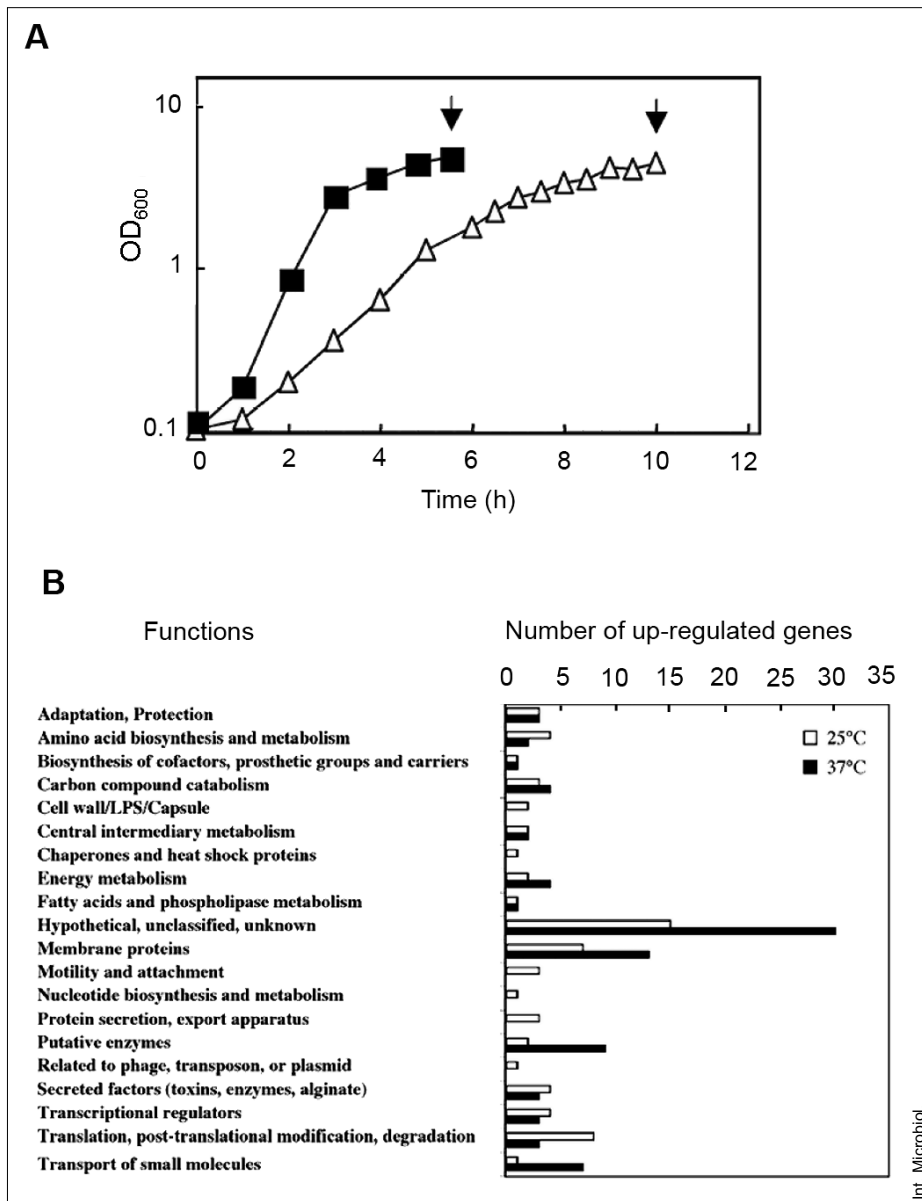 A
10
1
0.1
OD600
0 2 4 6 8 10 12
Time (h)
B
Functions
Number of up-regulated genes
0 5 10 15 20 25 30 35
Adaptation, Protection
Amino acid biosynthesis and metabolism
Biosynthesis of cofactors, prosthetic groups and carriers
Carbon compound catabolism
Cell wall/LPS/Capsule
Central intermediary metabolism
Chaperones and heat shock proteins
Energy metabolism
Fatty acids and phospholipase metabolism
Hypothetical, unclassified, unknown
Membrane proteins
Motility and attachment
Nucleotide biosynthesis and metabolism
Protein secretion, export apparatus
Putative enzymes
Related to phage, transposon, or plasmid
Secreted factors (toxins, enzymes, alginate)
Transcriptional regulators
Translation, post-translational modification, degradation
Transport of small molecules
25°C
37°C
Int. Microbiol